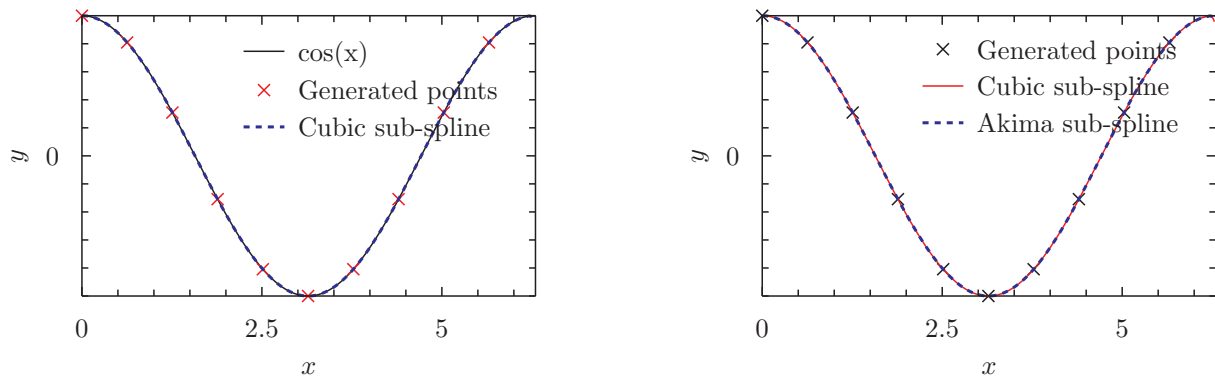 cos(x)
Generated points
Cubic sub-spline
y
0
0
2.5
5
x
Generated points
Cubic sub-spline
Akima sub-spline
y
0
0
2.5
5
x